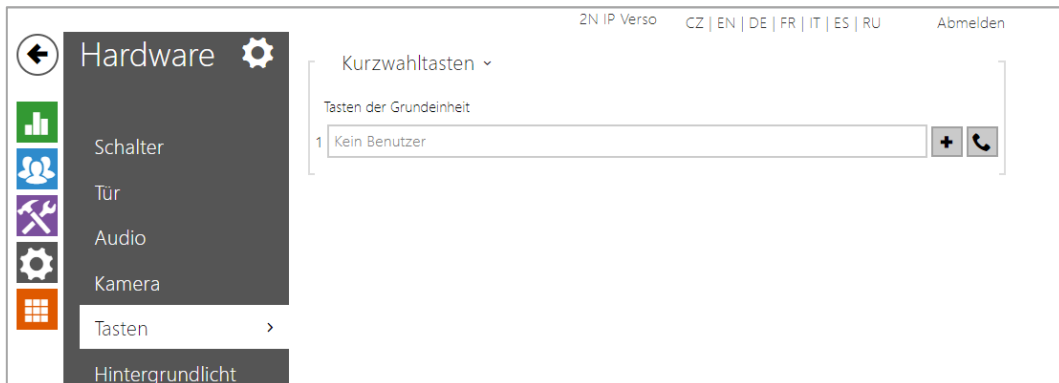 2N IP Verso CZ | EN | DE | FR | IT | ES | RU Abmelden
Hardware
Kurzwahltasten
Tasten der Grundeinheit
1 Kein Benutzer
Schalter
Tür
Audio
Kamera
Tasten
Hintergrundlicht